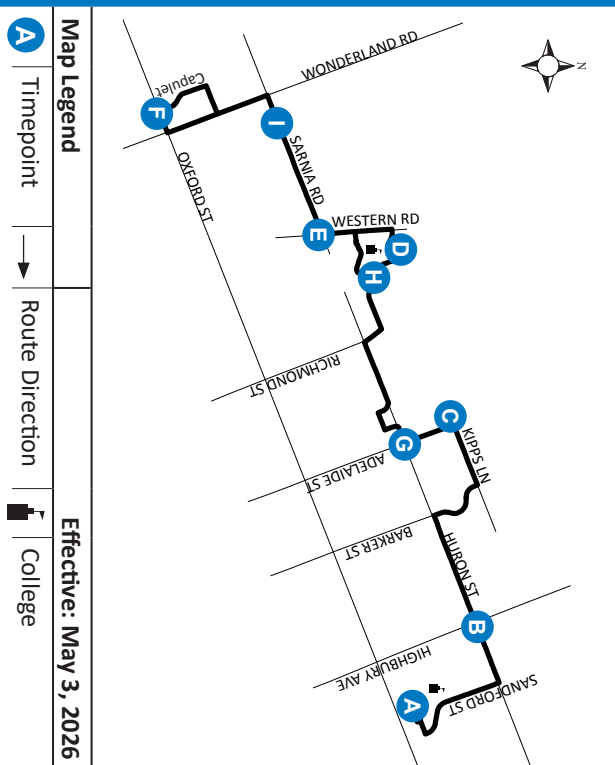 N
WONDERLAND RD
Capulet
F
I
SARNIA RD
OXFORD ST
WESTERN RD
E
D
H
RICHMOND ST
C
KIPPS LN
G
ADELAIDE ST
BARKER ST
HURON ST
B
HIGHBURY AVE
SANDFORD ST
A
Map Legend
Effective: May 3, 2026
A
Timepoint
Route Direction
College